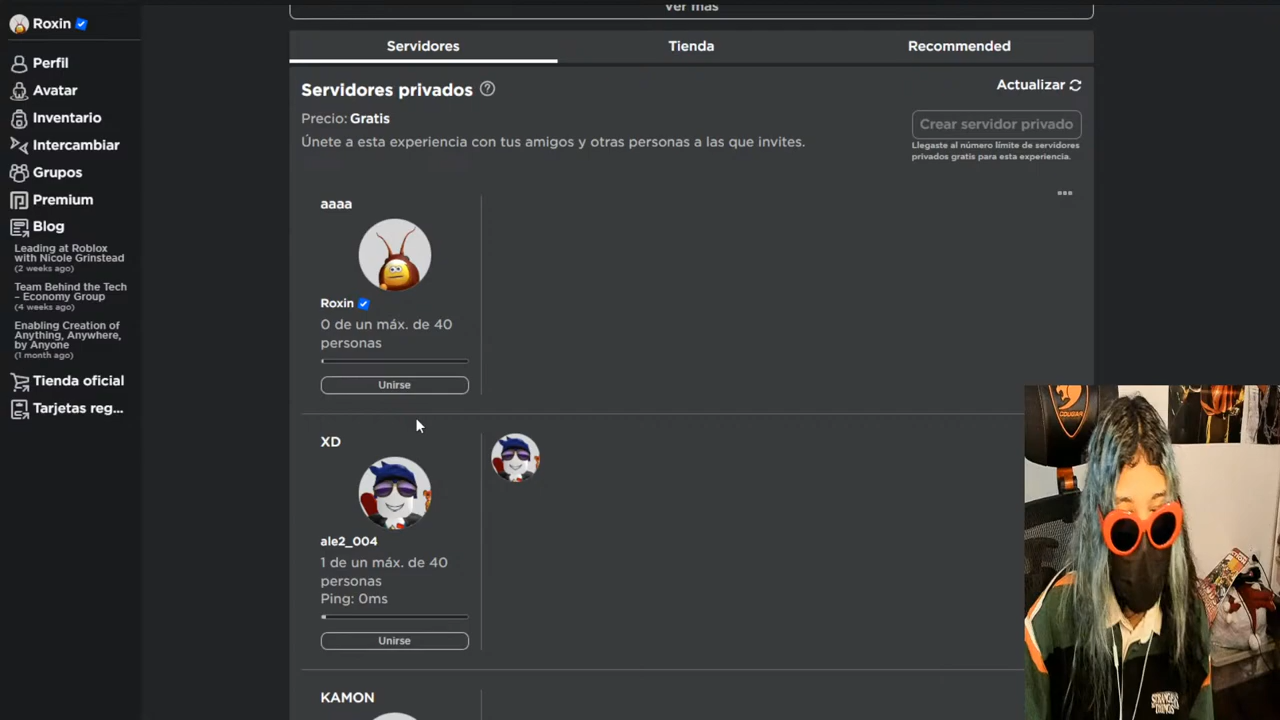 Ver más
Roxin
Servidores
Tienda
Recommended
Perfil
Avatar
Inventario
Intercambiar
Grupos
Premium
Blog
Leading at Roblox
with Nicole Grinstead
(2 weeks ago)
Team Behind the Tech
– Economy Group
(4 weeks ago)
Enabling Creation of
Anything, Anywhere,
by Anyone
(1 month ago)
Tienda oficial
Tarjetas reg...
Servidores privados
Actualizar
Precio: Gratis
Únete a esta experiencia con tus amigos y otras personas a las que invites.
Crear servidor privado
Llegaste al número límite de servidores
privados gratis para esta experiencia.
aaaa
Roxin
0 de un máx. de 40
personas
Unirse
XD
ale2_004
1 de un máx. de 40
personas
Ping: 0ms
Unirse
KAMON
COUGAR
STRANGER
THINGS